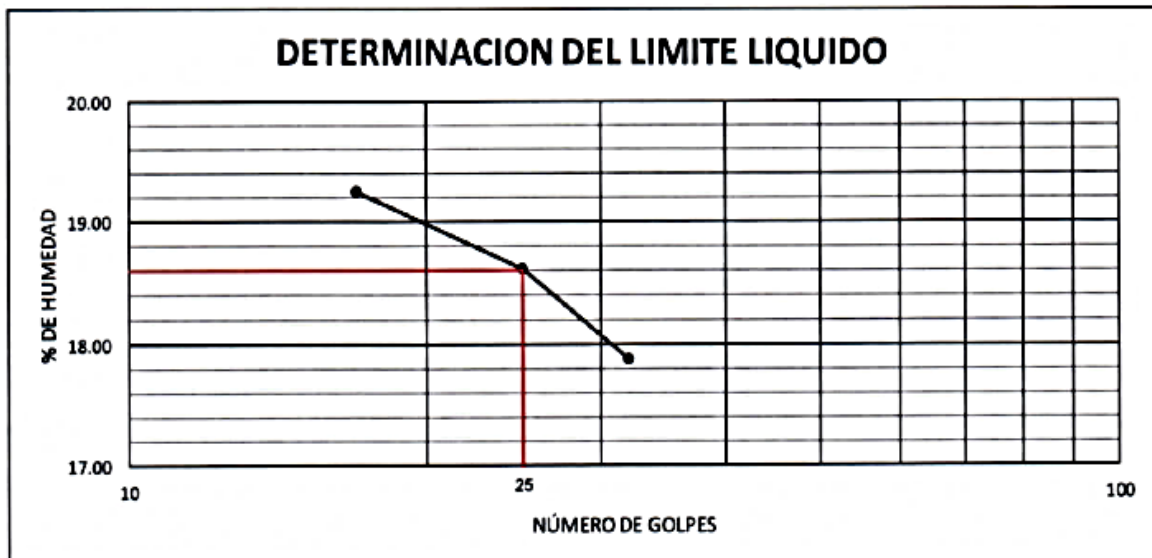 DETERMINACION DEL LIMITE LIQUIDO
20.00
19.00
18.00
17.00
% DE HUMEDAD
10
25
100
NÚMERO DE GOLPES